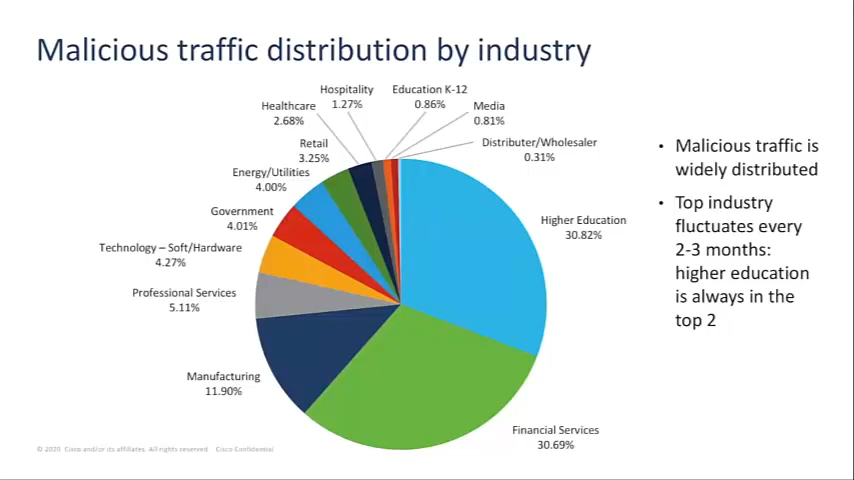 Malicious traffic distribution by industry
Hospitality
1.27%
Education K-12
0.86%
Healthcare
2.68%
Media
0.81%
Retail
3.25%
Distributer/Wholesaler
0.31%
Energy/Utilities
4.00%
Government
4.01%
Higher Education
30.82%
Technology – Soft/Hardware
4.27%
Professional Services
5.11%
Manufacturing
11.90%
Financial Services
30.69%
• Malicious traffic is
widely distributed
• Top industry
fluctuates every
2-3 months:
higher education
is always in the
top 2
© 2020 Cisco and/or its affiliates. All rights reserved Cisco Confidential